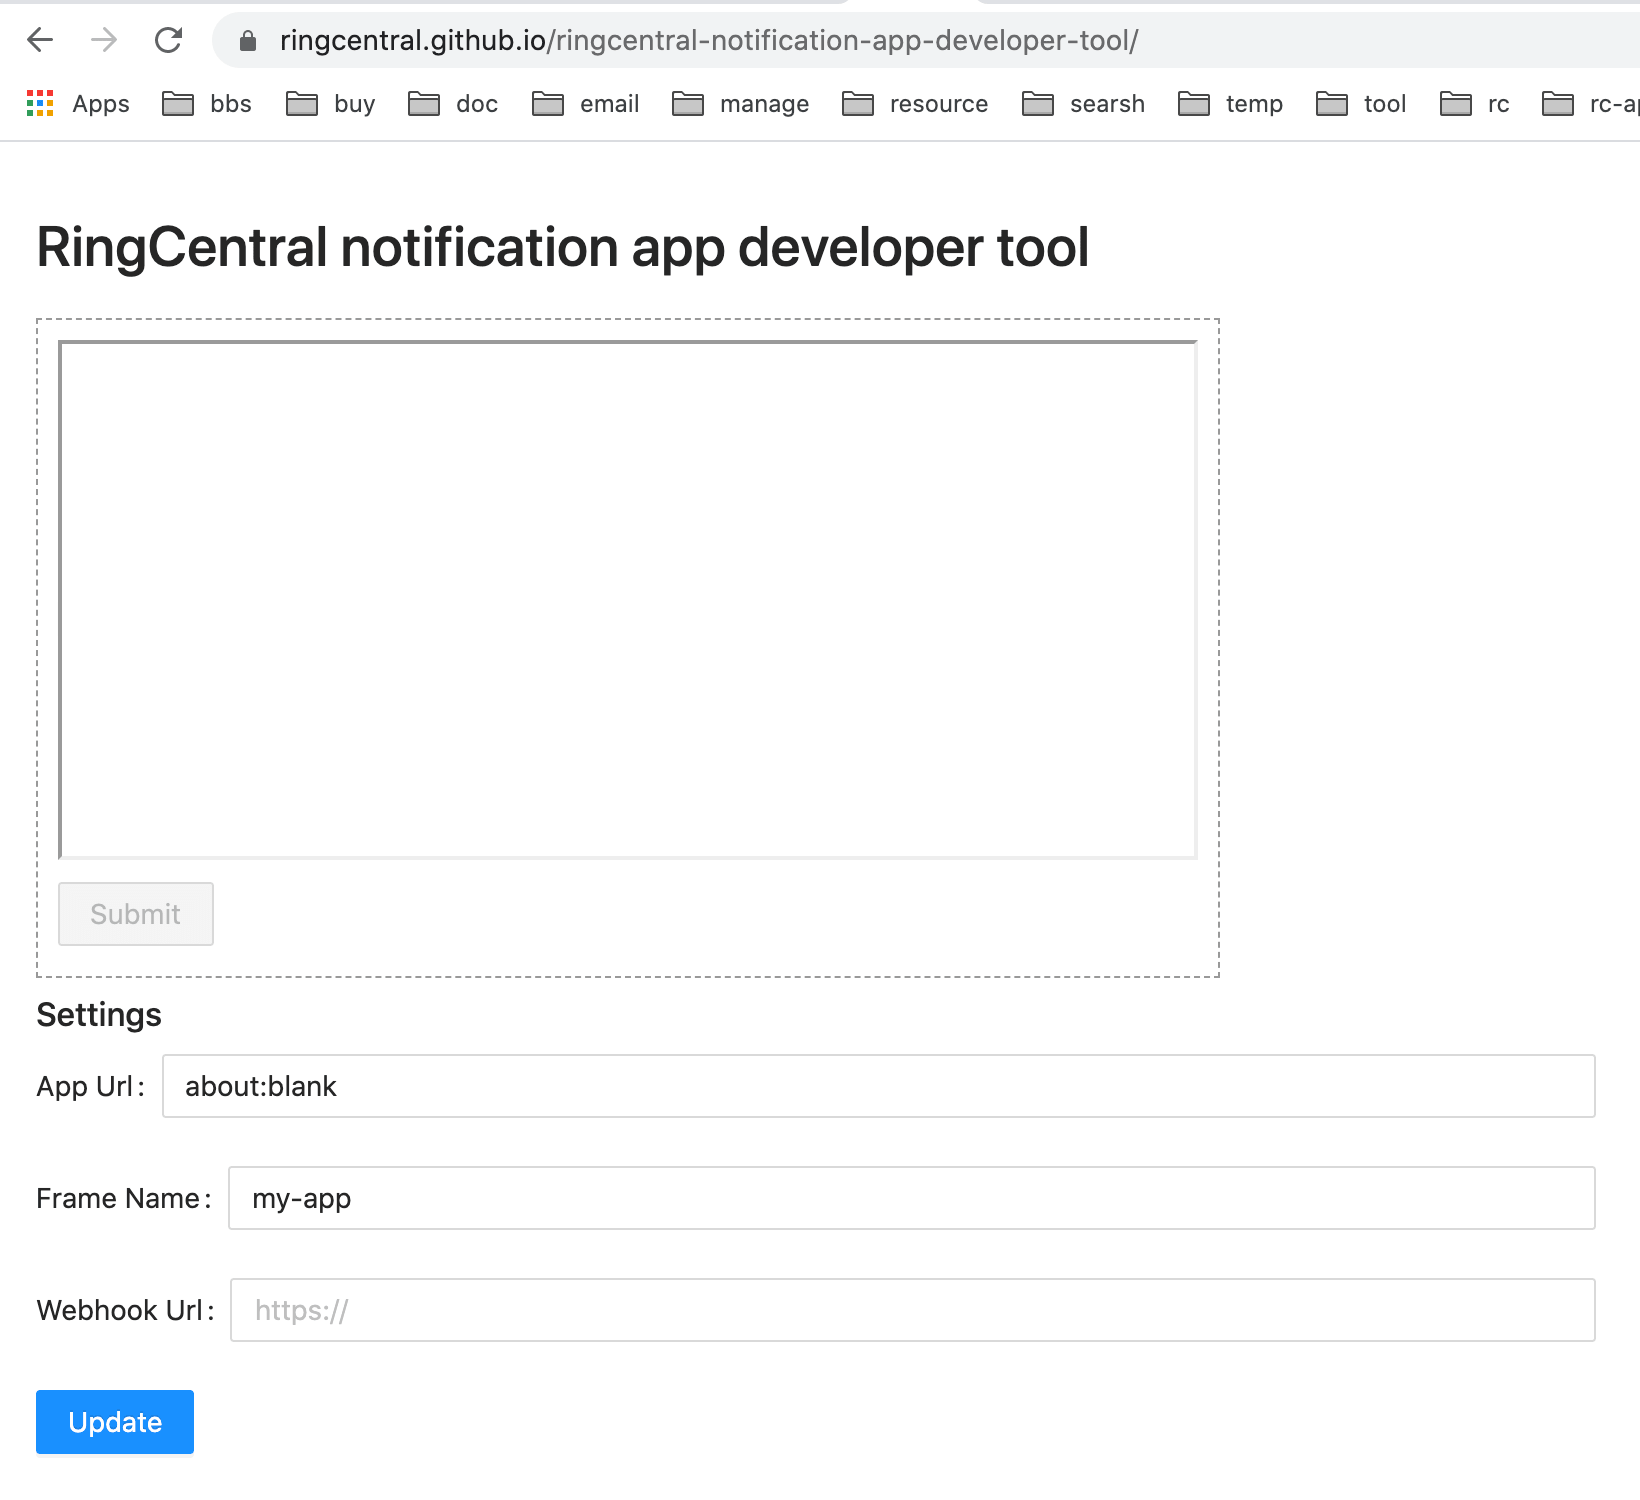 ringcentral.github.io/ringcentral-notification-app-developer-tool/
Apps bbs buy doc email manage resource searsh temp tool rc rc-ap
RingCentral notification app developer tool
Submit
Settings
App Url: about:blank
Frame Name: my-app
Webhook Url: https://
Update